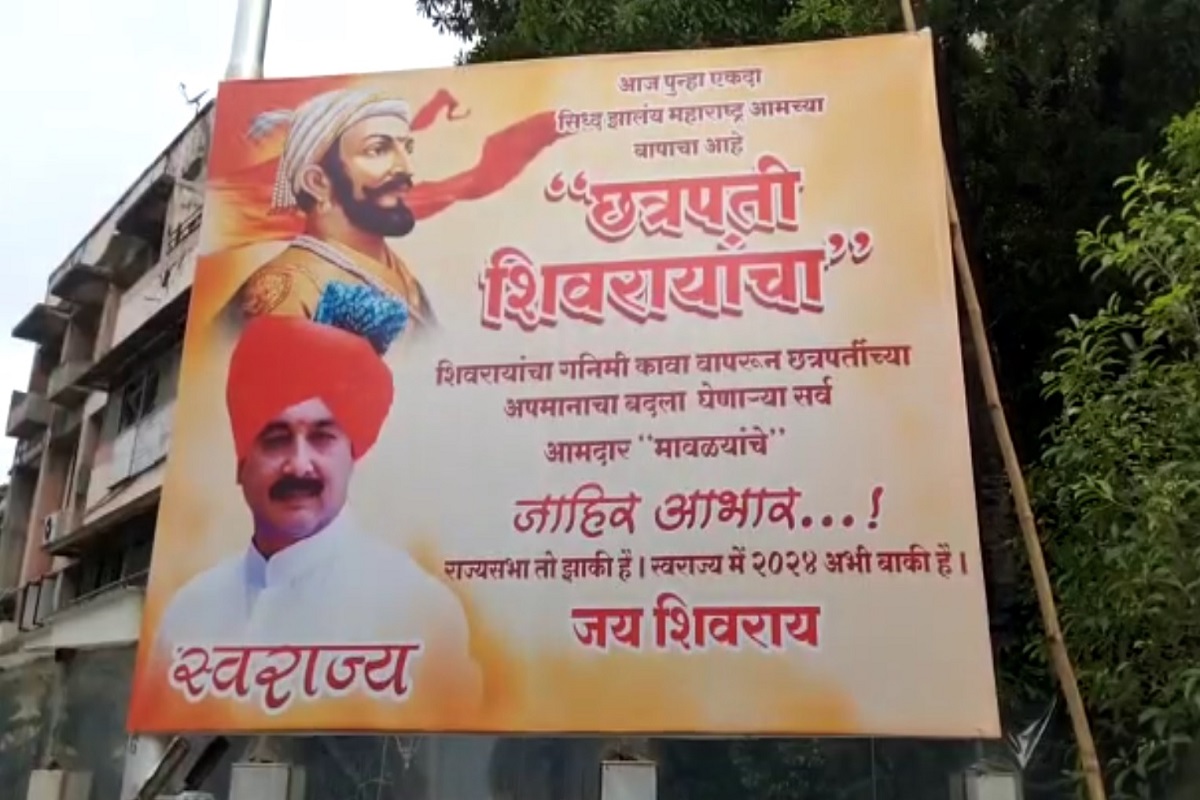 आज पुन्हा एकदा
सिध्द झालंय महाराष्ट्र आमच्या
बापाचा आहे
“छत्रपती
शिवरायांचा”
शिवरायांचा गनिमी कावा वापरून छत्रपतींच्या
अपमानाचा बदला घेणाऱ्या सर्व
आमदार "मावळयांचे"
जाहिर आभार...!
राज्यसभा तो झाकी है। स्वराज्य में २०२४ अभी बाकी है।
जय शिवराय
स्वराज्य